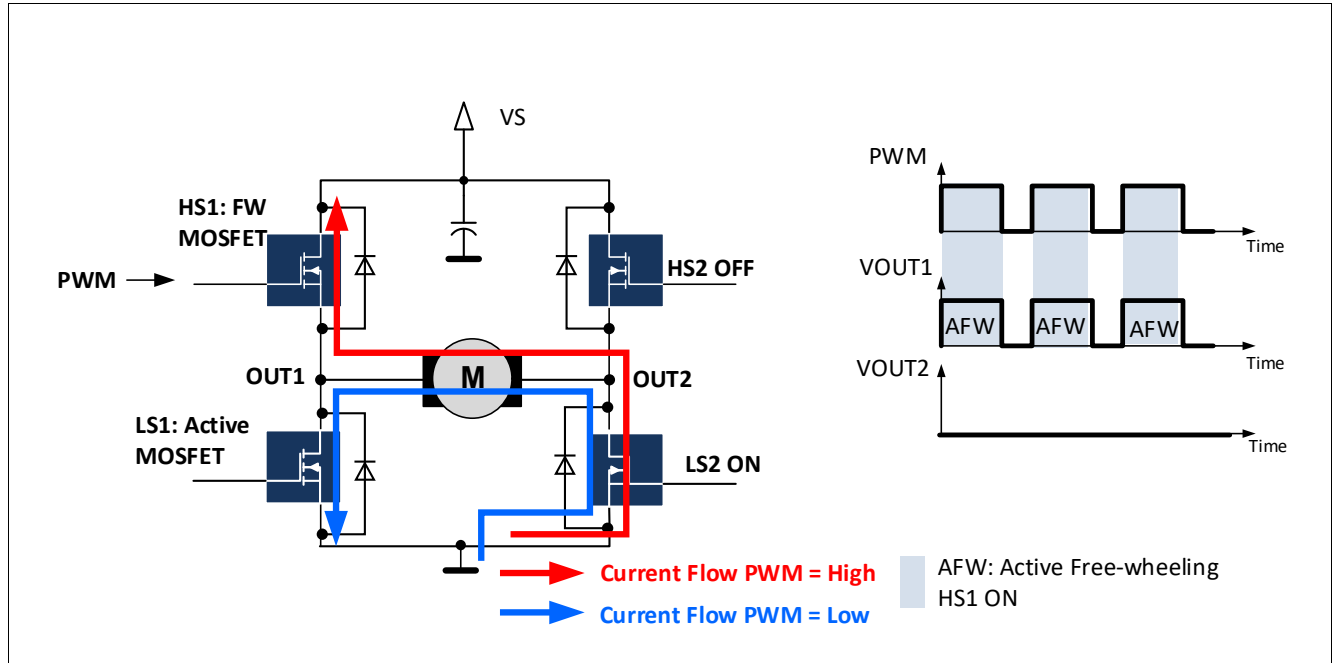 VS
HS1: FW
MOSFET
PWM
HS2 OFF
OUT1
M
OUT2
LS1: Active
MOSFET
LS2 ON
Current Flow PWM = High
Current Flow PWM = Low
PWM
Time
VOUT1
AFW
AFW
AFW
Time
VOUT2
Time
AFW: Active Free-wheeling
HS1 ON